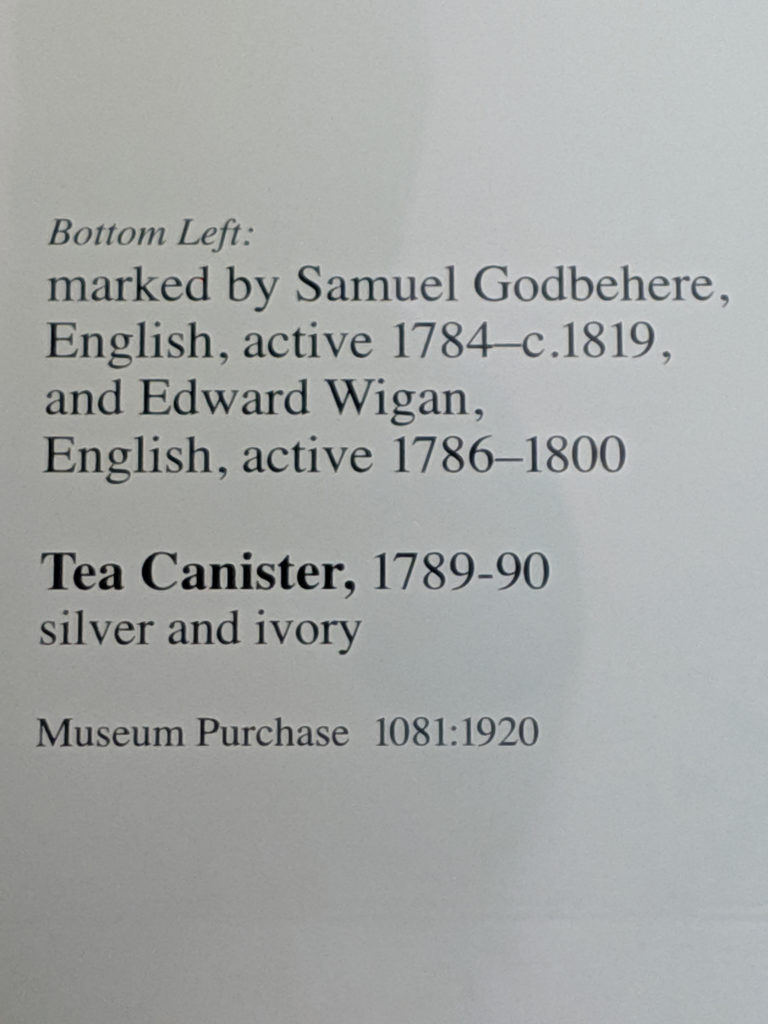 Bottom Left:
marked by Samuel Godbehere,
English, active 1784–c.1819,
and Edward Wigan,
English, active 1786–1800
Tea Canister, 1789-90
silver and ivory
Museum Purchase 1081:1920